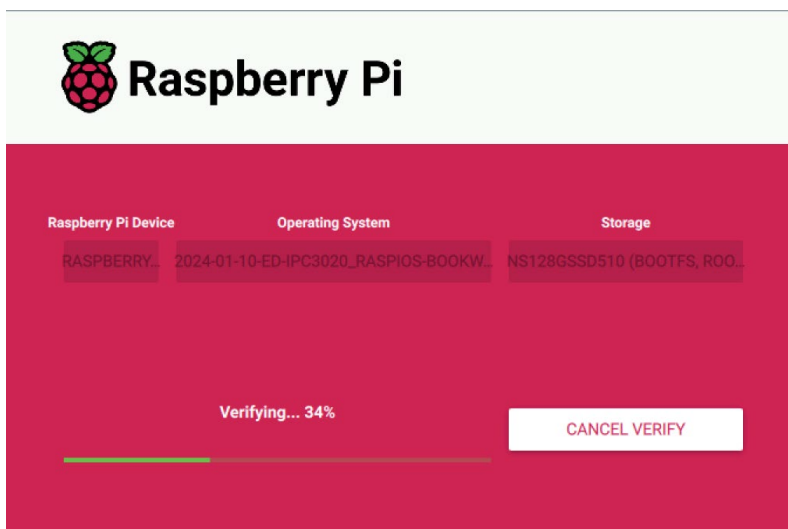 Raspberry Pi
Raspberry Pi Device Operating System Storage
RASPBERRY... 2024-01-10-ED-IPC3020_RASPIOS-BOOKW... NS128GSSD510 (BOOTFS, ROO...
Verifying... 34%
CANCEL VERIFY